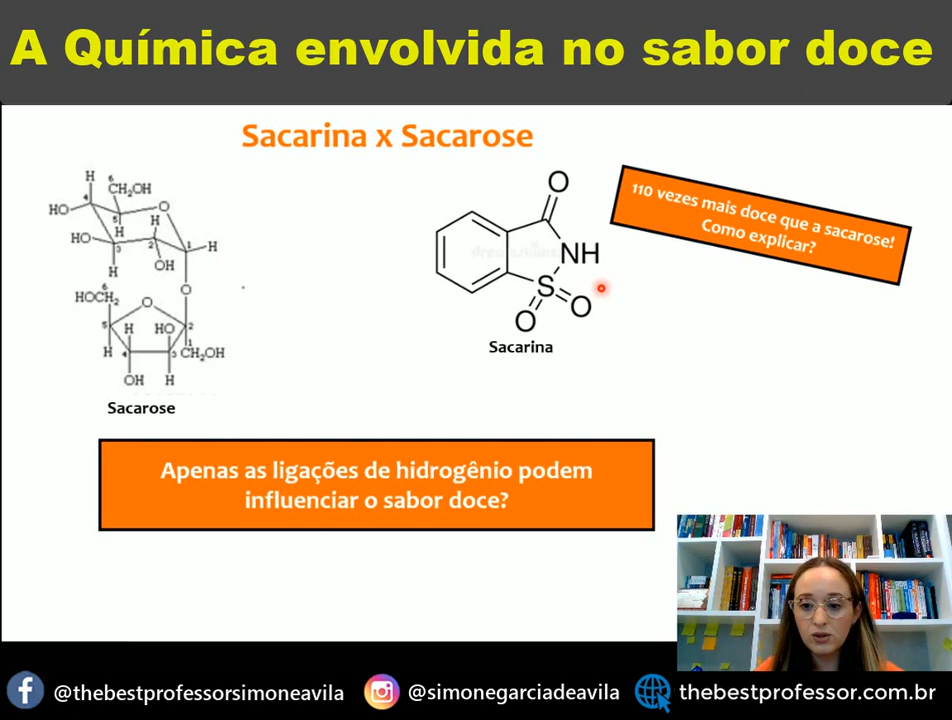 A Química envolvida no sabor doce
Sacarina x Sacarose
H
6
CH₂OH
4
HO
5
O
H
H
HO
3
2
1
H
H
OH
O
6
HOCH₂
O
5
H
HO
2
H
4
3
1
CH₂OH
OH
H
Sacarose
O
NH
S
O
O
Sacarina
110 vezes mais doce que a sacarose!
Como explicar?
Apenas as ligações de hidrogênio podem
influenciar o sabor doce?
@thebestprofessorsimoneavila
@simonegarciadeavila
thebestprofessor.com.br